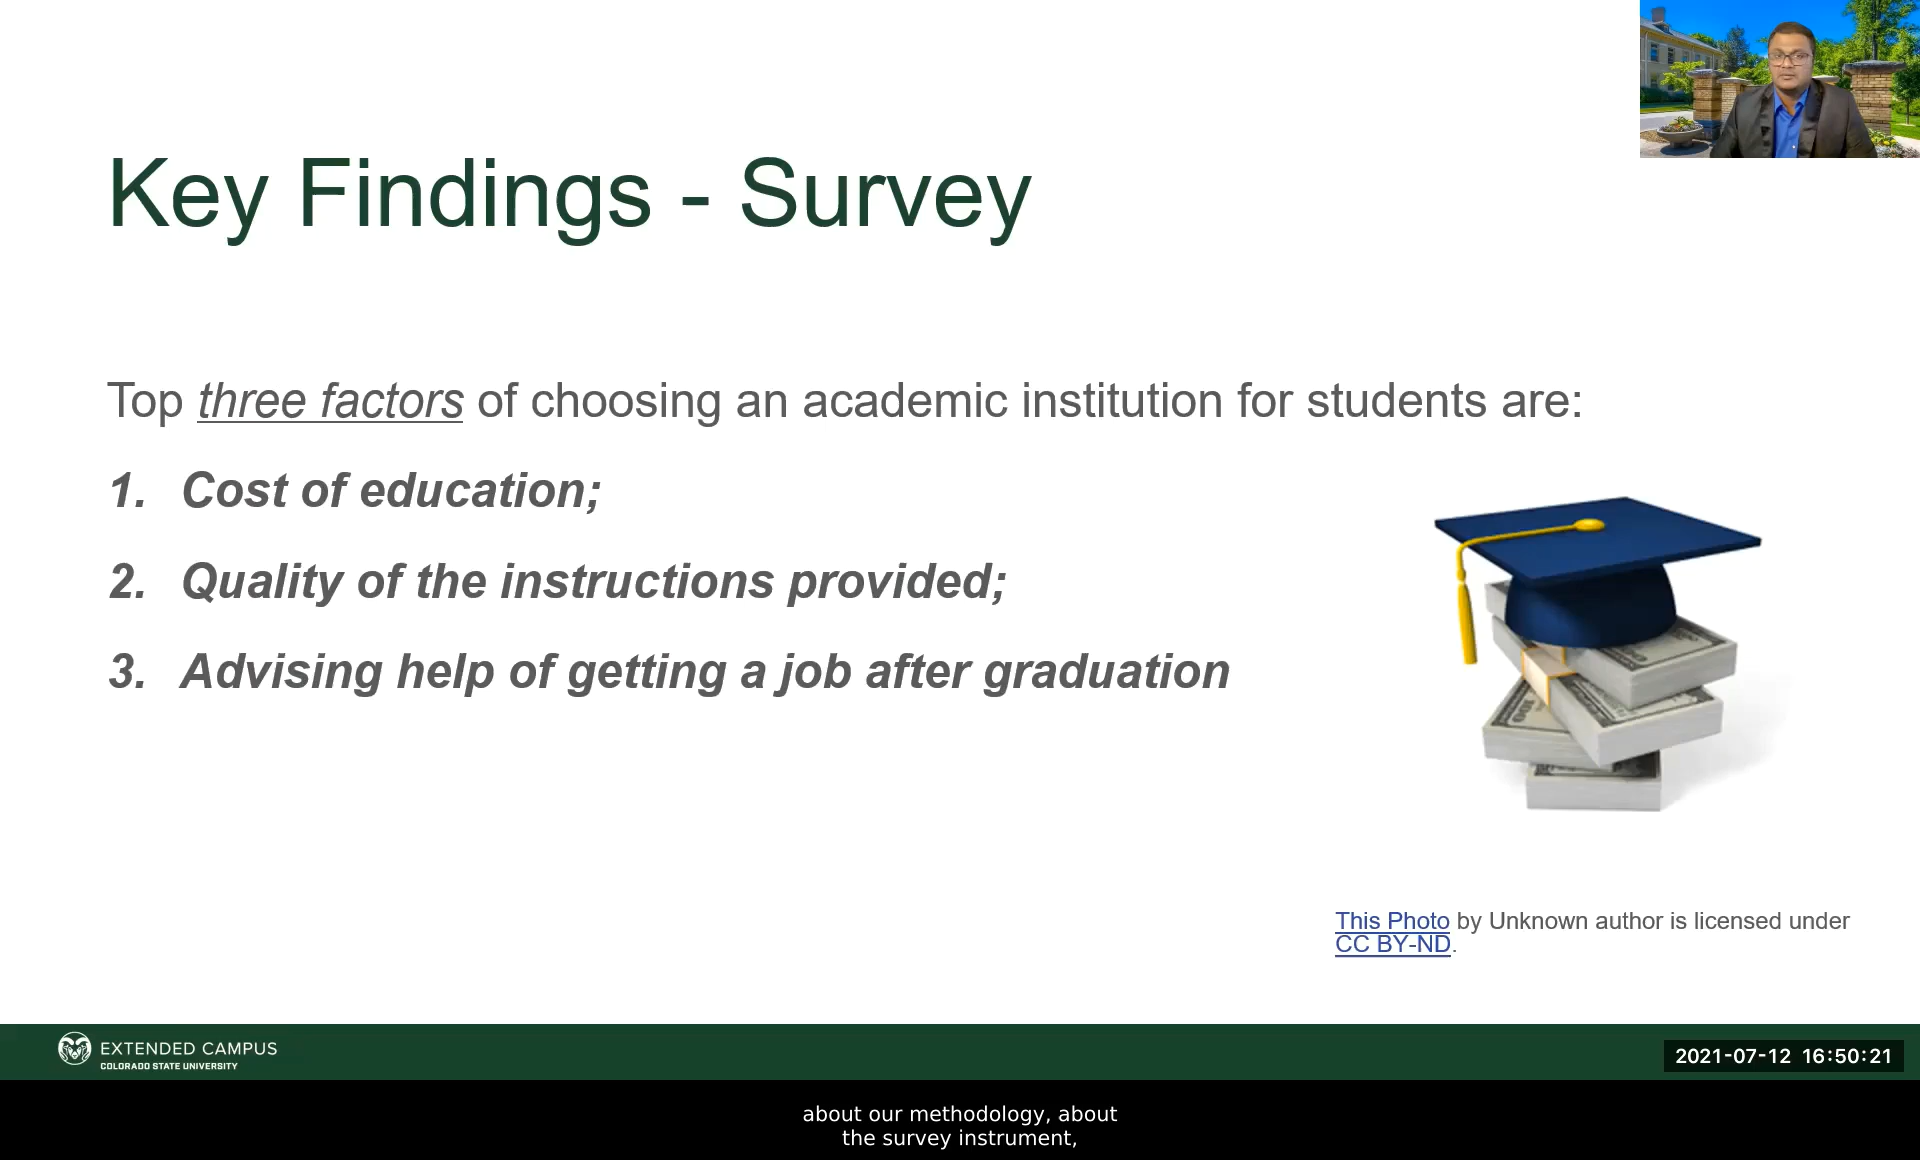 Key Findings - Survey
Top three factors of choosing an academic institution for students are:
1. Cost of education;
2. Quality of the instructions provided;
3. Advising help of getting a job after graduation
This Photo by Unknown author is licensed under
CC BY-ND.
EXTENDED CAMPUS
COLORADO STATE UNIVERSITY
2021-07-12 16:50:21
about our methodology, about
the survey instrument,